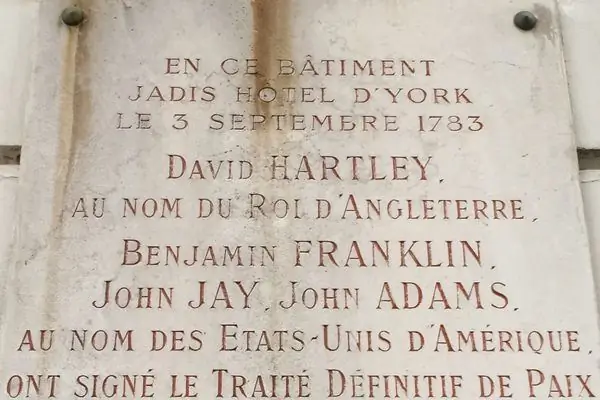 EN CE BÂTIMENT
JADIS HÔTEL D'YORK
LE 3 SEPTEMBRE 1783
DAVID HARTLEY,
AU NOM DU ROI D'ANGLETERRE,
BENJAMIN FRANKLIN,
JOHN JAY, JOHN ADAMS,
AU NOM DES ETATS-UNIS D'AMÉRIQUE,
ONT SIGNÉ LE TRAITÉ DÉFINITIF DE PAIX